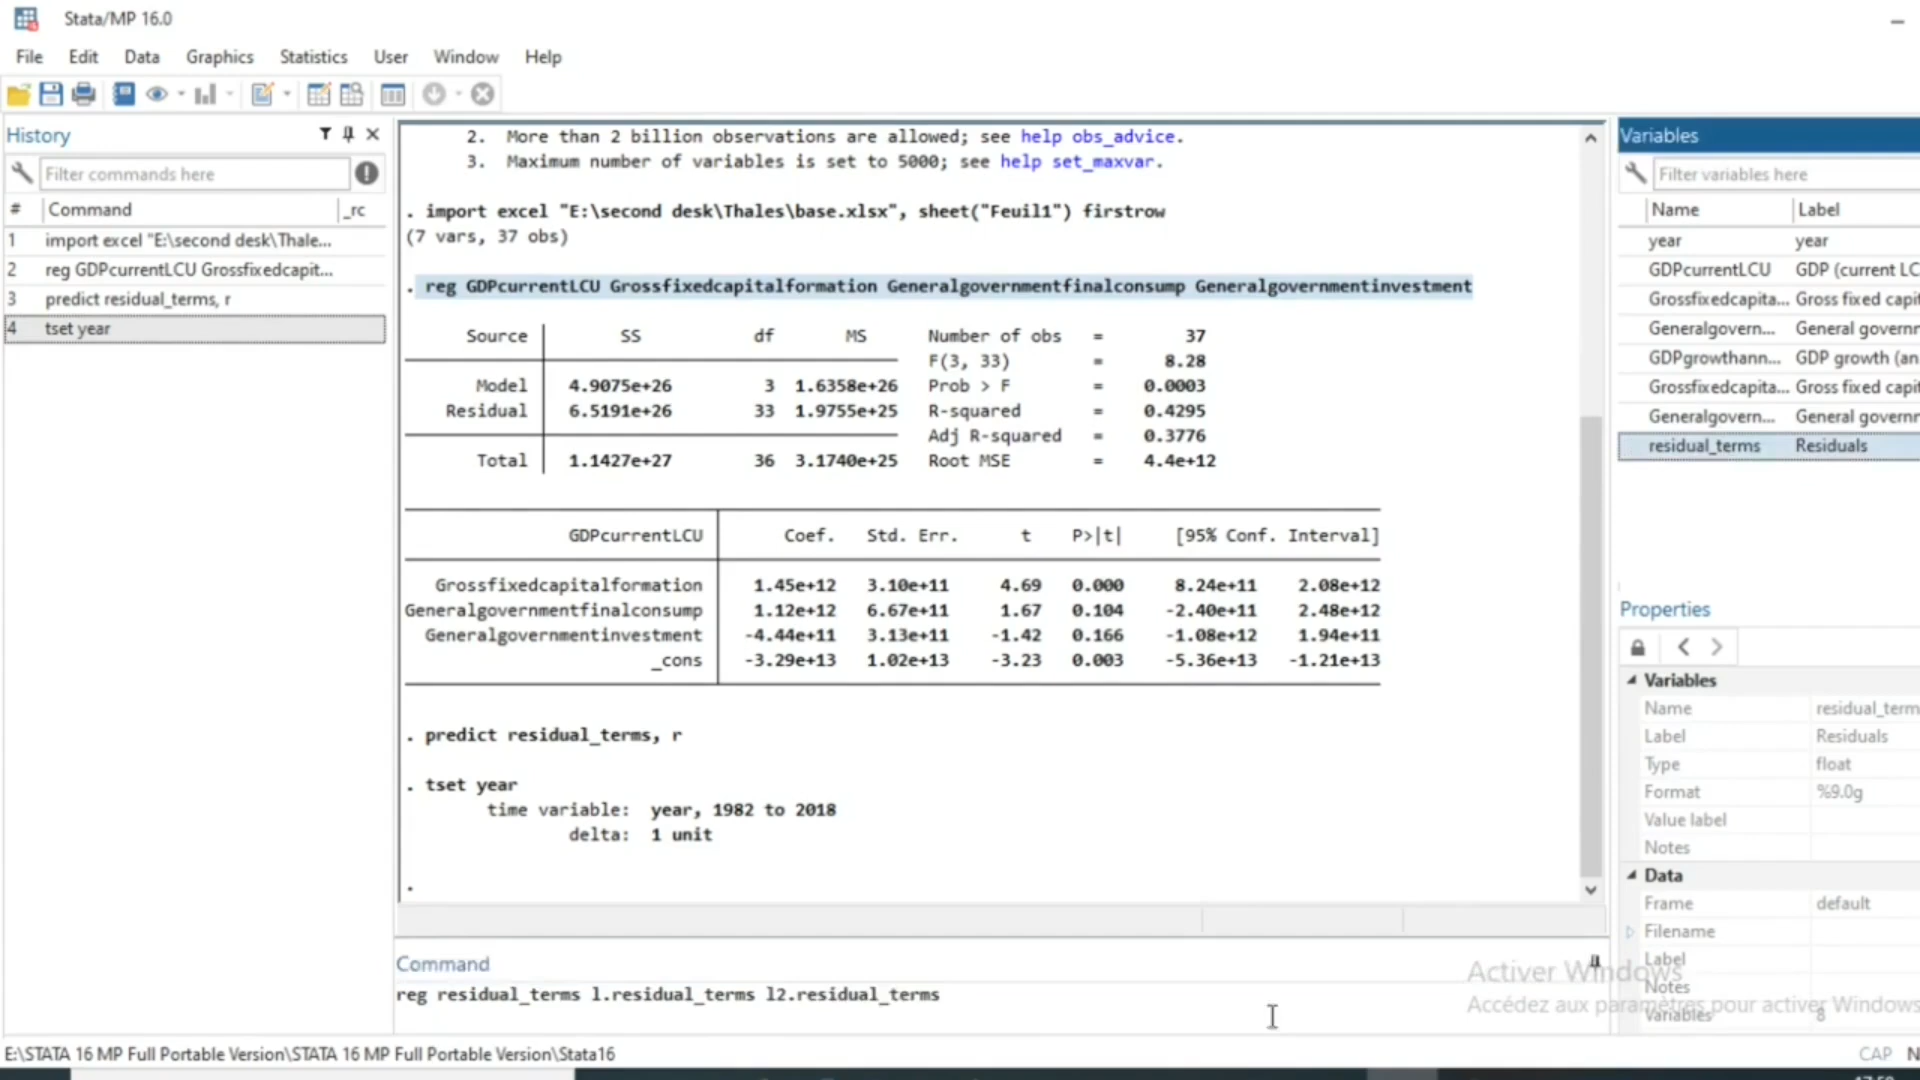 Stata/MP 16.0
File Edit Data Graphics Statistics User Window Help
History
Filter commands here
# Command _rc
1 import excel "E:\second desk\Thale...
2 reg GDPcurrentLCU Grossfixedcapit...
3 predict residual_terms, r
4 tset year
2. More than 2 billion observations are allowed; see help obs_advice.
3. Maximum number of variables is set to 5000; see help set_maxvar.
. import excel "E:\second desk\Thales\base.xlsx", sheet("Feuil1") firstrow
(7 vars, 37 obs)
. reg GDPcurrentLCU Grossfixedcapitalformation Generalgovernmentfinalconsump Generalgovernmentinvestment
Source SS df MS Number of obs = 37
F(3, 33) = 8.28
Model 4.9075e+26 3 1.6358e+26 Prob > F = 0.0003
Residual 6.5191e+26 33 1.9755e+25 R-squared = 0.4295
Adj R-squared = 0.3776
Total 1.1427e+27 36 3.1740e+25 Root MSE = 4.4e+12
GDPcurrentLCU Coef. Std. Err. t P>|t| [95% Conf. Interval]
Grossfixedcapitalformation 1.45e+12 3.10e+11 4.69 0.000 8.24e+11 2.08e+12
Generalgovernmentfinalconsump 1.12e+12 6.67e+11 1.67 0.104 -2.40e+11 2.48e+12
Generalgovernmentinvestment -4.44e+11 3.13e+11 -1.42 0.166 -1.08e+12 1.94e+11
_cons -3.29e+13 1.02e+13 -3.23 0.003 -5.36e+13 -1.21e+13
. predict residual_terms, r
. tset year
time variable: year, 1982 to 2018
delta: 1 unit
.
Command
reg residual_terms l.residual_terms l2.residual_terms
Variables
Filter variables here
Name Label
year year
GDPcurrentLCU GDP (current LC
Grossfixedcapita... Gross fixed capit
Generalgovern... General governm
GDPgrowthann... GDP growth (an
Grossfixedcapita... Gross fixed capit
Generalgovern... General governm
residual_terms Residuals
Properties
Variables
Name residual_term
Label Residuals
Type float
Format %9.0g
Value label
Notes
Data
Frame default
Filename
Label
Notes
Variables 8
Activer Windows
Accédez aux paramètres pour activer Windows
E:\STATA 16 MP Full Portable Version\STATA 16 MP Full Portable Version\Stata16
CAP N